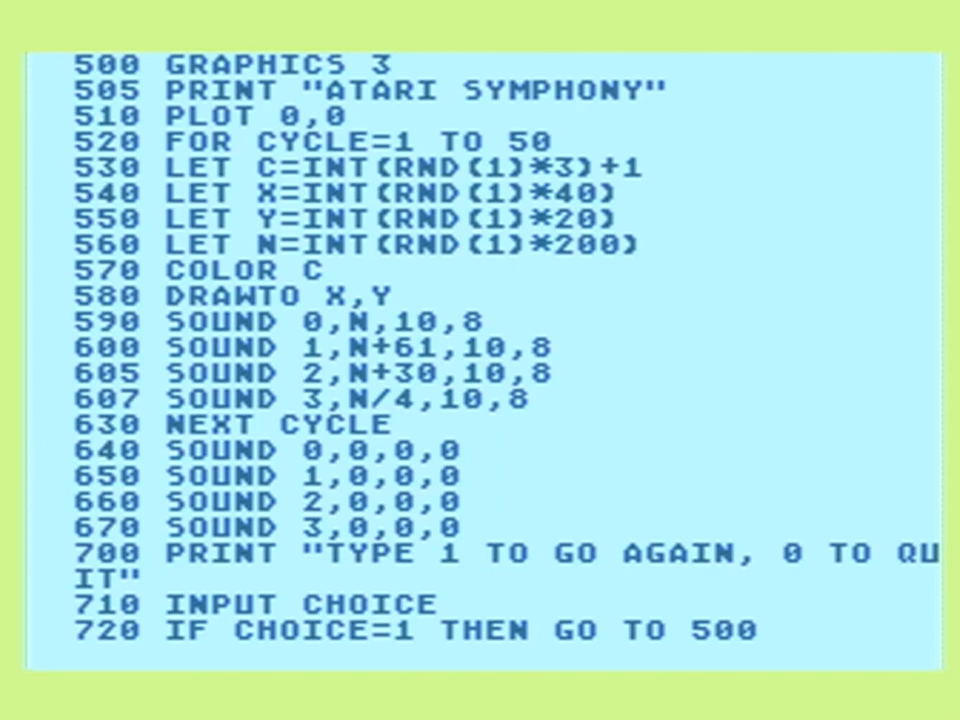 500 GRAPHICS 3
505 PRINT "ATARI SYMPHONY"
510 PLOT 0,0
520 FOR CYCLE=1 TO 50
530 LET C=INT(RND(1)*3)+1
540 LET X=INT(RND(1)*40)
550 LET Y=INT(RND(1)*20)
560 LET N=INT(RND(1)*200)
570 COLOR C
580 DRAWTO X,Y
590 SOUND 0,N,10,8
600 SOUND 1,N+61,10,8
605 SOUND 2,N+30,10,8
607 SOUND 3,N/4,10,8
630 NEXT CYCLE
640 SOUND 0,0,0,0
650 SOUND 1,0,0,0
660 SOUND 2,0,0,0
670 SOUND 3,0,0,0
700 PRINT "TYPE 1 TO GO AGAIN, 0 TO QU
IT"
710 INPUT CHOICE
720 IF CHOICE=1 THEN GO TO 500